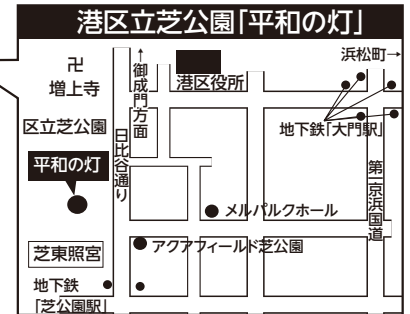 港区立芝公園「平和の灯」
浜松町→
卍
増上寺
←御成門方面
港区役所
区立芝公園
日比谷通り
地下鉄「大門駅」
平和の灯
第一京浜国道
メルパルクホール
アクアフィールド芝公園
芝東照宮
地下鉄
「芝公園駅」